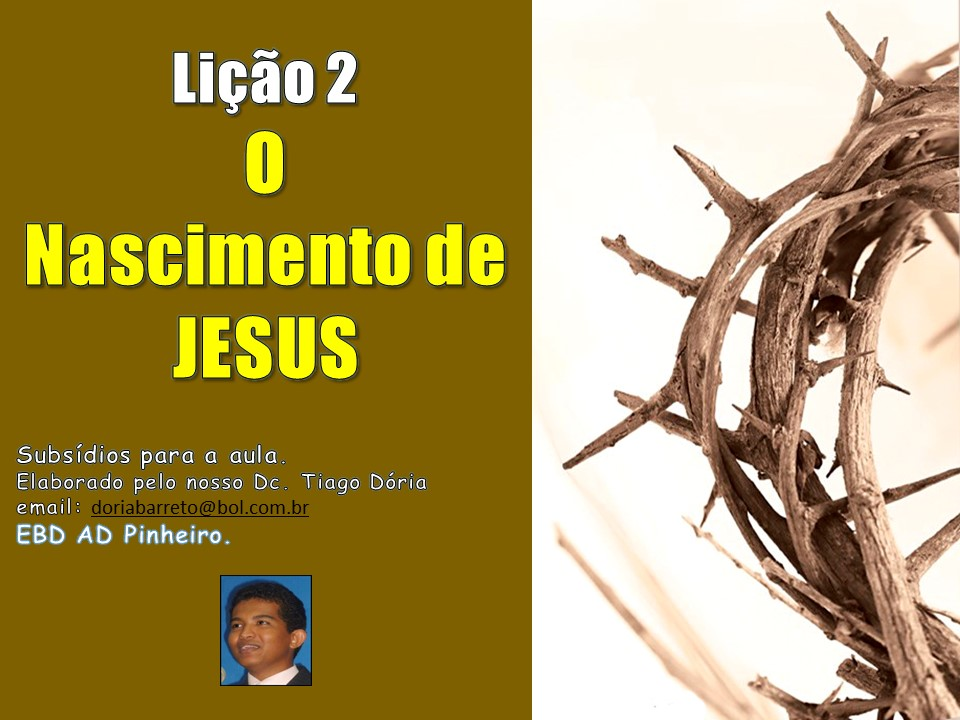 Lição 2
O
Nascimento de
JESUS
Subsídios para a aula.
Elaborado pelo nosso Dc. Tiago Dória
email: doriabarreto@bol.com.br
EBD AD Pinheiro.